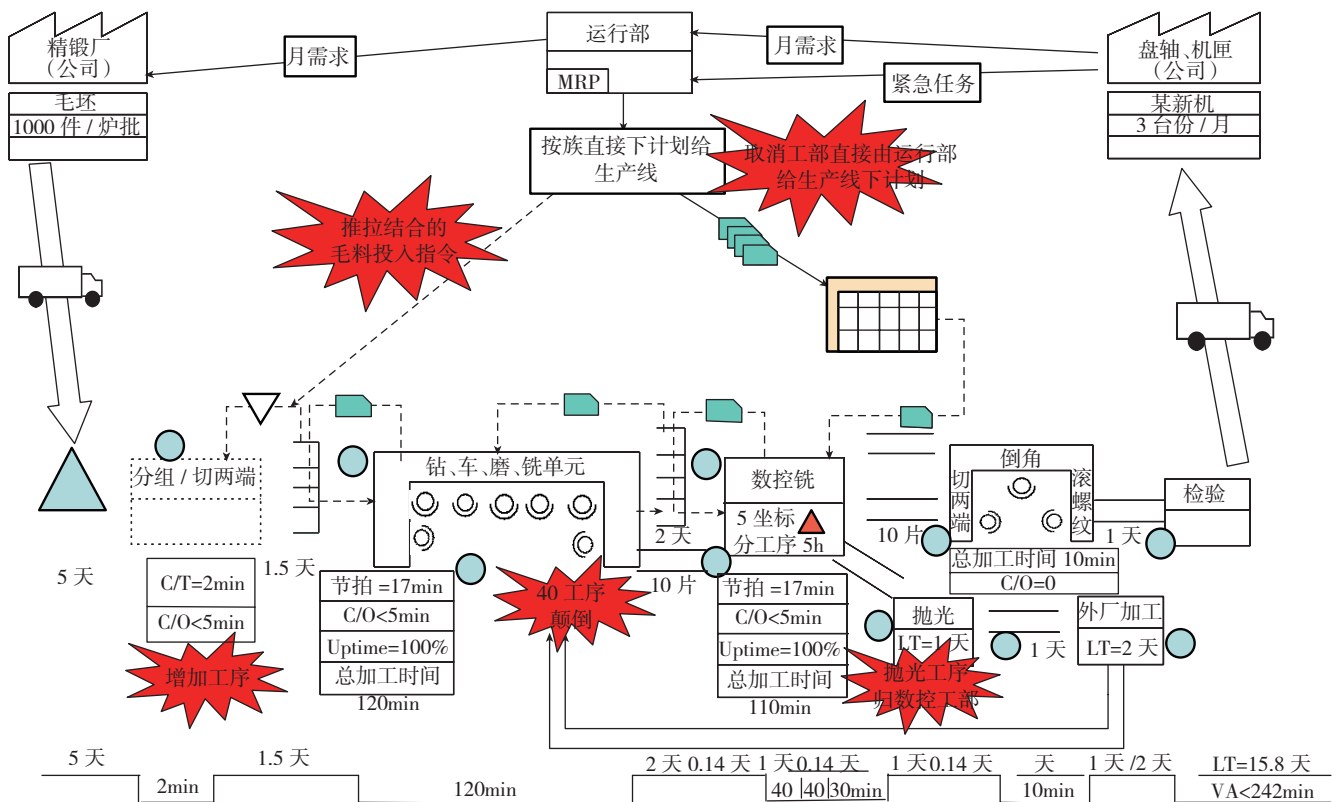 精锻厂
（公司）
月需求
运行部
MRP
月需求
紧急任务
盘轴、机匣
（公司）
毛坯
1000 件 / 炉批
某新机
3 台份 / 月
按族直接下计划给
生产线
取消工部直接由运行部
给生产线下计划
推拉结合的
毛料投入指令
分组 / 切两端
钻、车、磨、铣单元
数控铣
5 坐标
分工序 5h
倒角
切两端
滚螺纹
检验
5 天
1.5 天
2 天
10 片
10 片
1 天
C/T=2min
C/O<5min
增加工序
节拍 =17min
C/O<5min
Uptime=100%
总加工时间
120min
40 工序
颠倒
节拍 =17min
C/O<5min
Uptime=100%
总加工时间
110min
总加工时间 10min
C/O=0
抛光
LT=1 天
抛光工序
归数控工部
1 天
外厂加工
LT=2 天
5 天
2min
1.5 天
120min
2 天 0.14 天 1 天 0.14 天
40 40 30min
1 天 0.14 天
天
10min
1 天 /2 天
LT=15.8 天
VA<242min